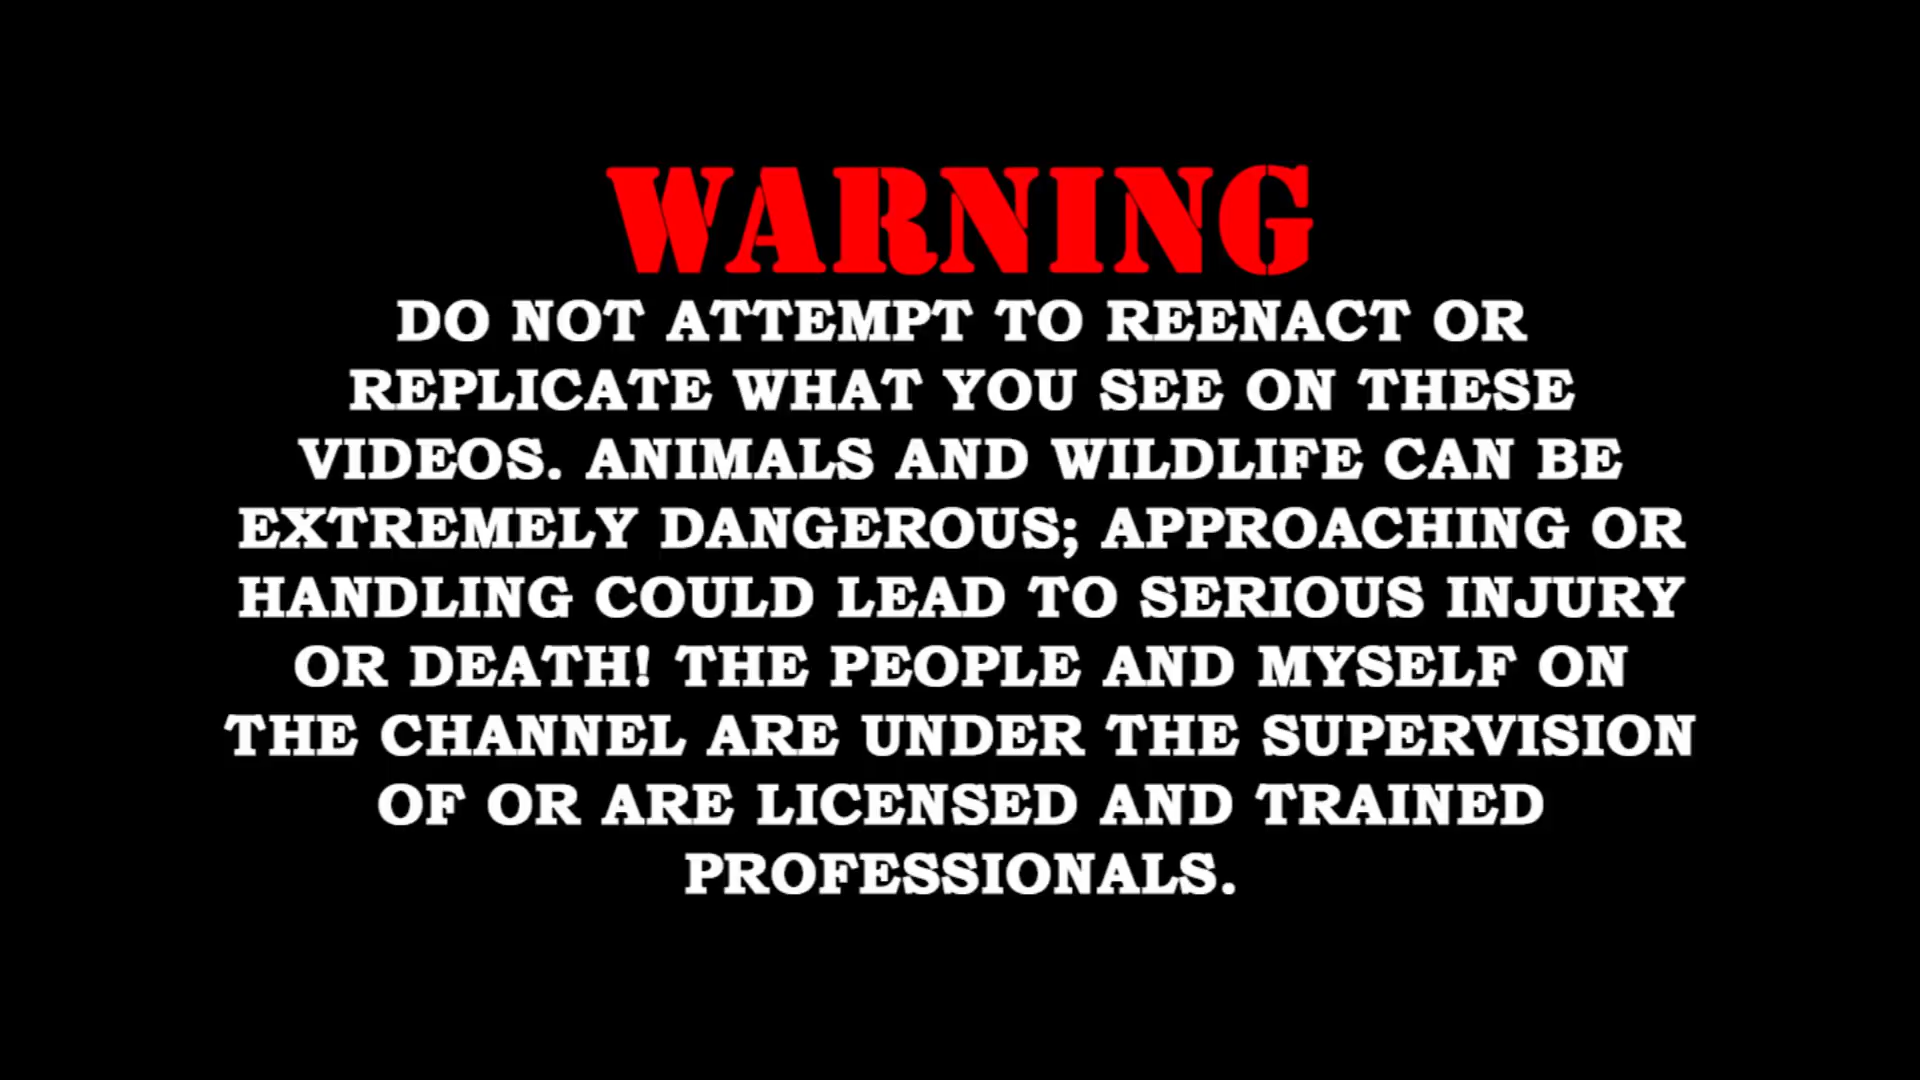 WARNING
DO NOT ATTEMPT TO REENACT OR
REPLICATE WHAT YOU SEE ON THESE
VIDEOS. ANIMALS AND WILDLIFE CAN BE
EXTREMELY DANGEROUS; APPROACHING OR
HANDLING COULD LEAD TO SERIOUS INJURY
OR DEATH! THE PEOPLE AND MYSELF ON
THE CHANNEL ARE UNDER THE SUPERVISION
OF OR ARE LICENSED AND TRAINED
PROFESSIONALS.